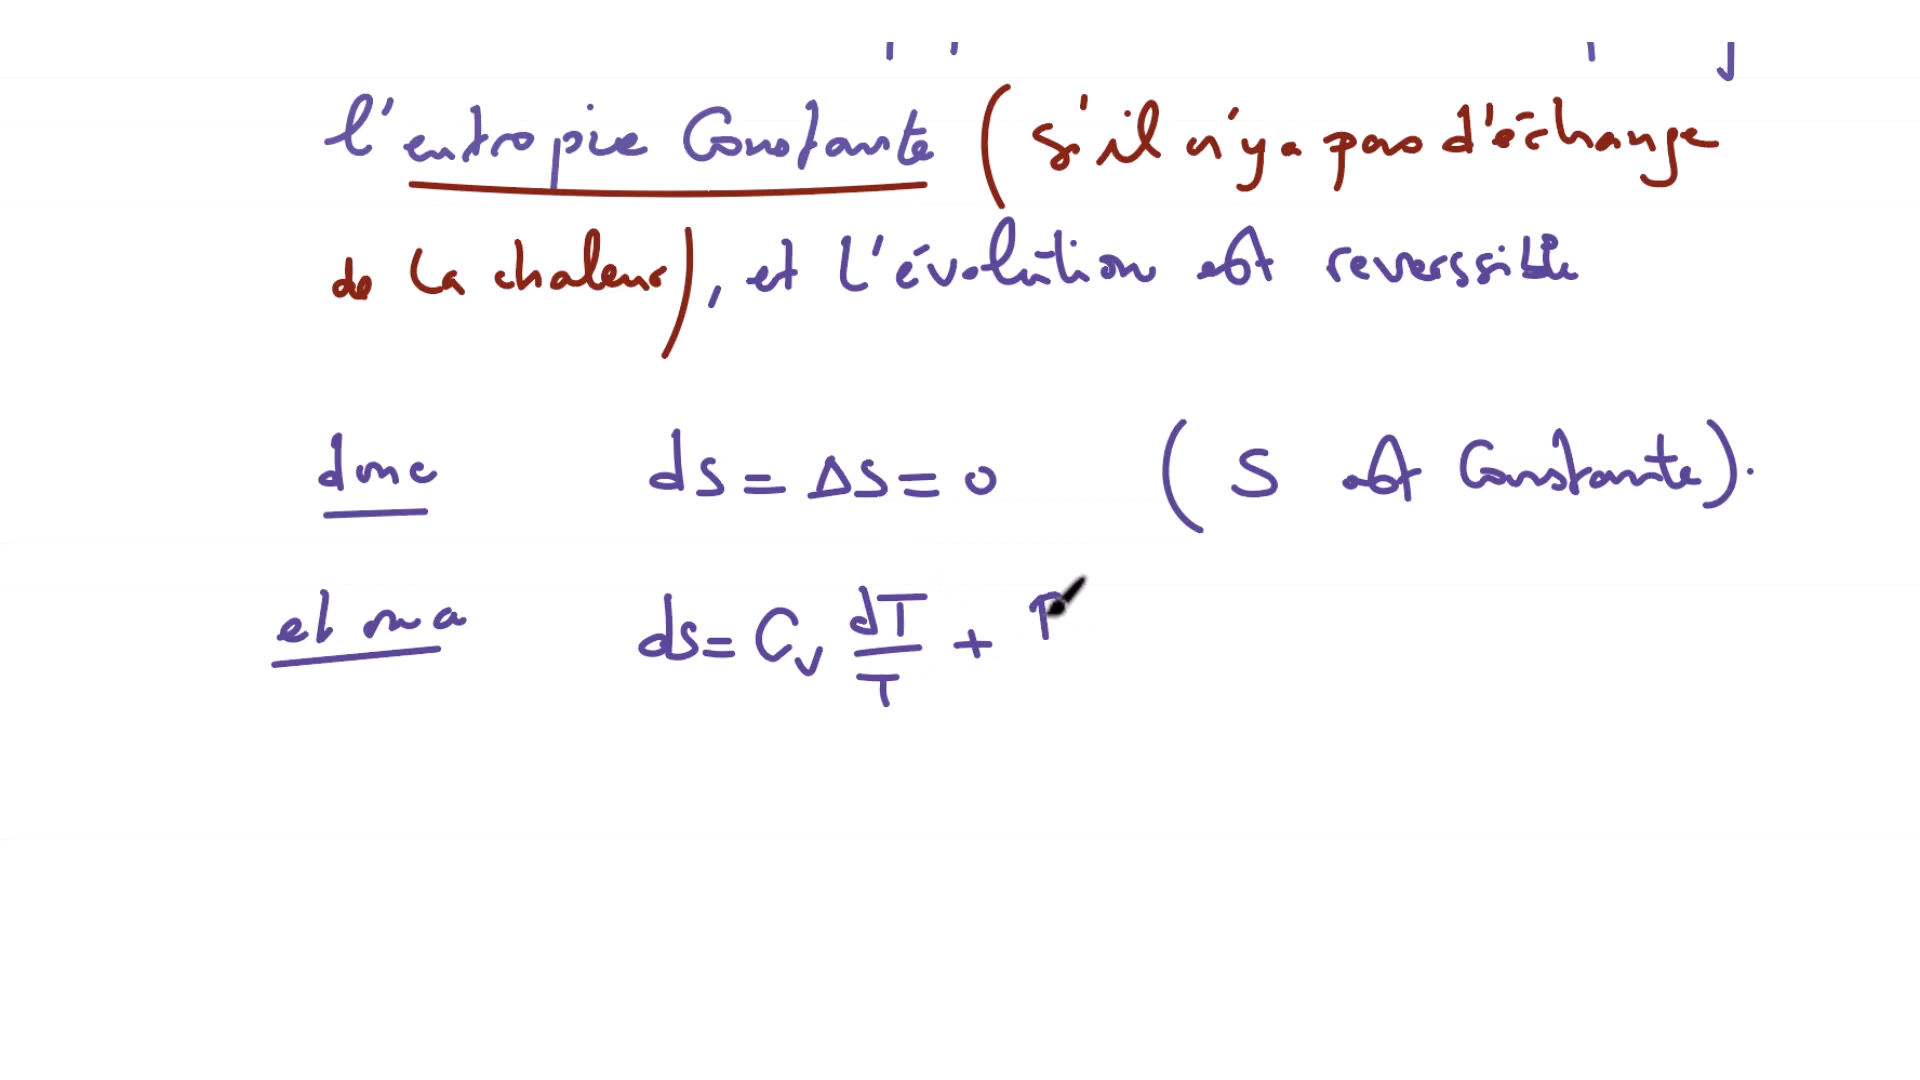 l'entropie Constante (s'il n'y a pas d'échange
de la chaleur), et l'évolution est reverssible
donc dS = ΔS = 0 (S est Constante).
et on a dS = Cv dT/T + P